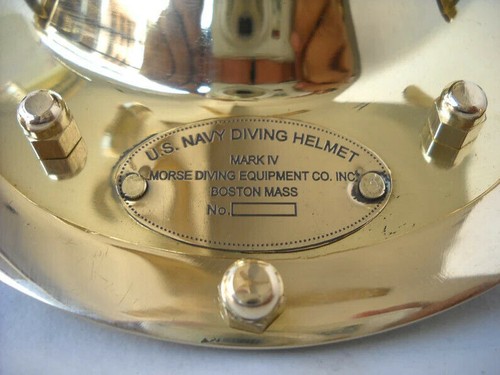 U.S. NAVY DIVING HELMET
MARK IV
MORSE DIVING EQUIPMENT CO. INC
BOSTON MASS
No.